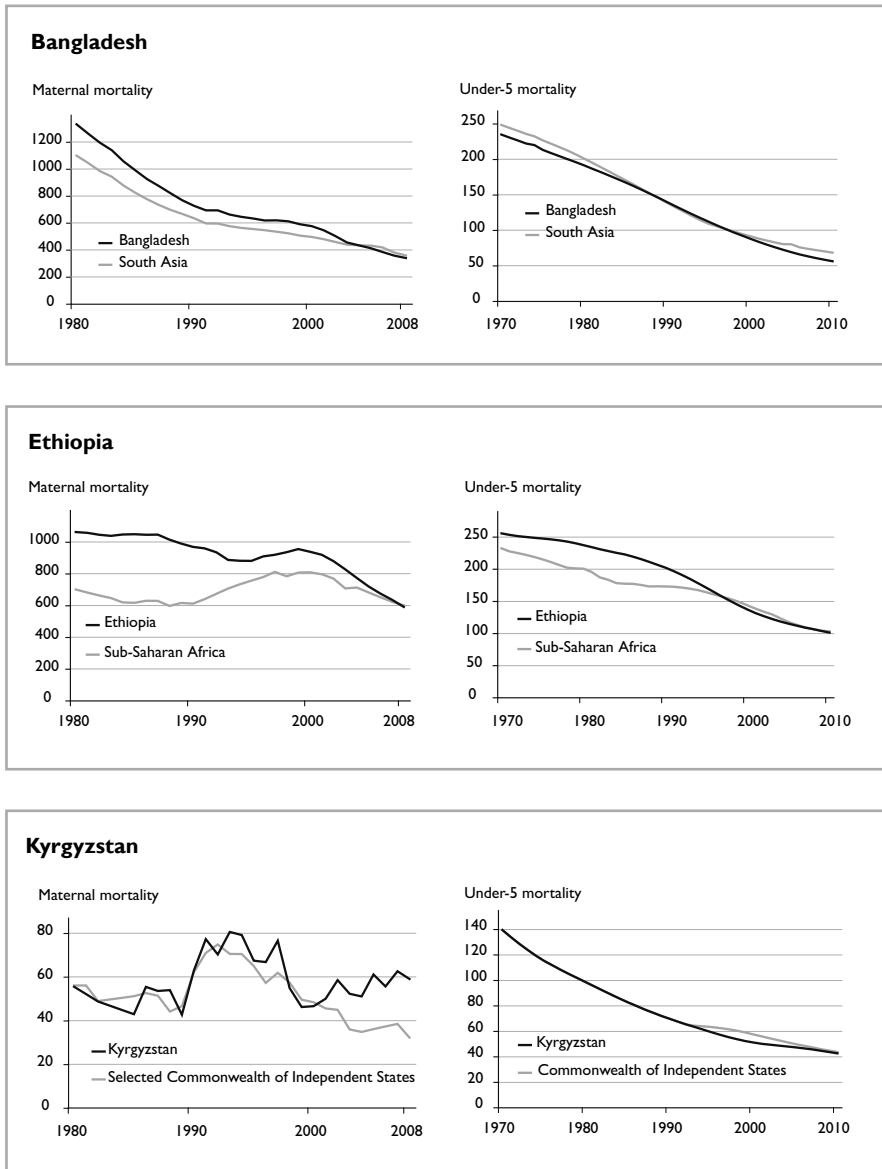 Bangladesh
Maternal mortality
1200
1000
800
600
400
200
0
Bangladesh
South Asia
1980 1990 2000 2008
Under-5 mortality
250
200
150
100
50
0
Bangladesh
South Asia
1970 1980 1990 2000 2010
Ethiopia
Maternal mortality
1000
800
600
400
200
0
Ethiopia
Sub-Saharan Africa
1980 1990 2000 2008
Under-5 mortality
250
200
150
100
50
0
Ethiopia
Sub-Saharan Africa
1970 1980 1990 2000 2010
Kyrgyzstan
Maternal mortality
80
60
40
20
0
Kyrgyzstan
Selected Commonwealth of Independent States
1980 1990 2000 2008
Under-5 mortality
140
120
100
80
60
40
20
0
Kyrgyzstan
Commonwealth of Independent States
1970 1980 1990 2000 2010